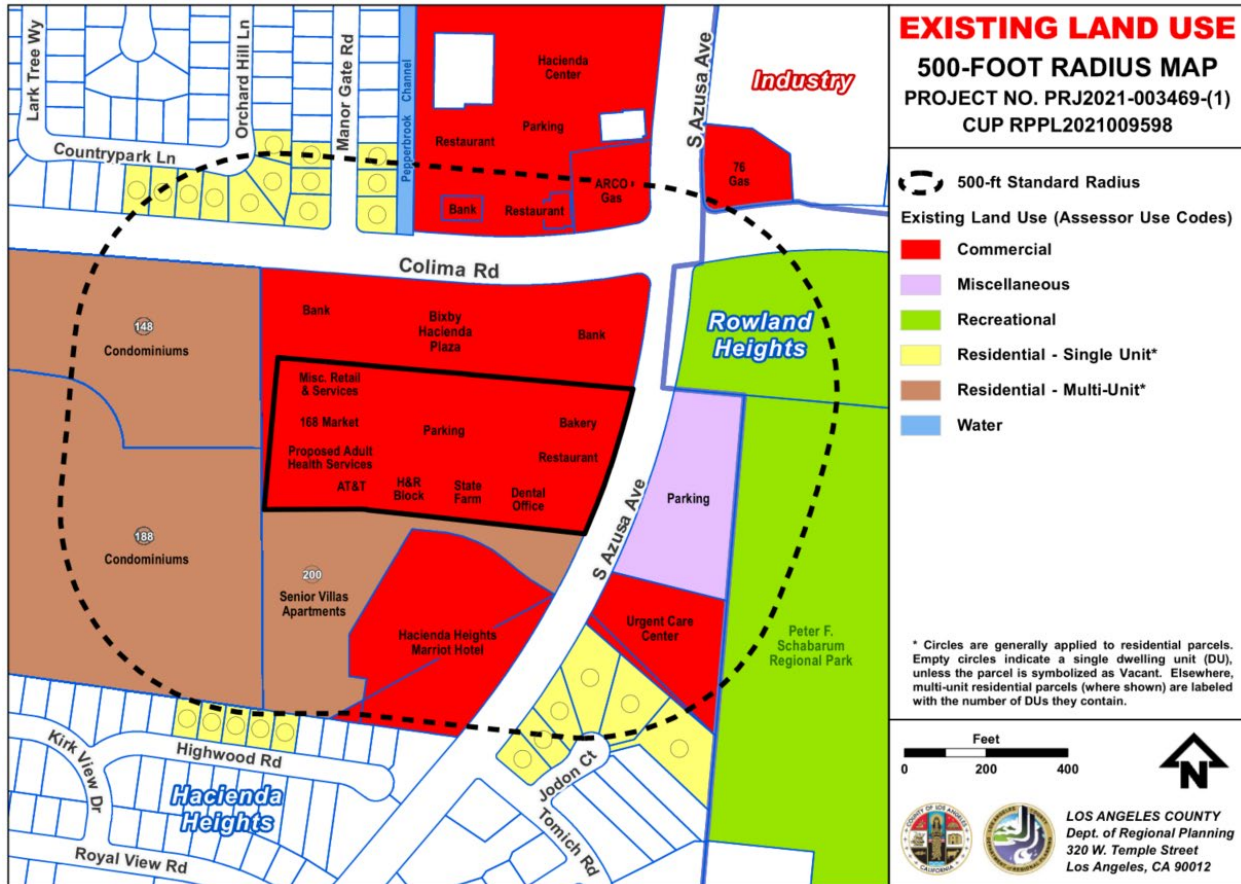 EXISTING LAND USE
500-FOOT RADIUS MAP
PROJECT NO. PRJ2021-003469-(1)
CUP RPPL2021009598
500-ft Standard Radius
Existing Land Use (Assessor Use Codes)
Commercial
Miscellaneous
Recreational
Residential - Single Unit*
Residential - Multi-Unit*
Water
* Circles are generally applied to residential parcels.
Empty circles indicate a single dwelling unit (DU),
unless the parcel is symbolized as Vacant. Elsewhere,
multi-unit residential parcels (where shown) are labeled
with the number of DUs they contain.
Feet
0 200 400
N
LOS ANGELES COUNTY
Dept. of Regional Planning
320 W. Temple Street
Los Angeles, CA 90012
Lark Tree Wy
Orchard Hill Ln
Manor Gate Rd
Pepperbrook Channel
Countrypark Ln
Hacienda
Center
Parking
Restaurant
Bank
Restaurant
ARCO
Gas
S Azusa Ave
Industry
76
Gas
Colima Rd
Rowland
Heights
148
Condominiums
Bank
Bixby
Hacienda
Plaza
Bank
Misc. Retail
& Services
168 Market
Parking
Bakery
Proposed Adult
Health Services
Restaurant
AT&T
H&R
Block
State
Farm
Dental
Office
Parking
S Azusa Ave
188
Condominiums
200
Senior Villas
Apartments
Hacienda Heights
Marriot Hotel
Urgent Care
Center
Peter F.
Schabarum
Regional Park
Highwood Rd
Kirk View Dr
Hacienda
Heights
Royal View Rd
Jodon Ct
Tomich Rd